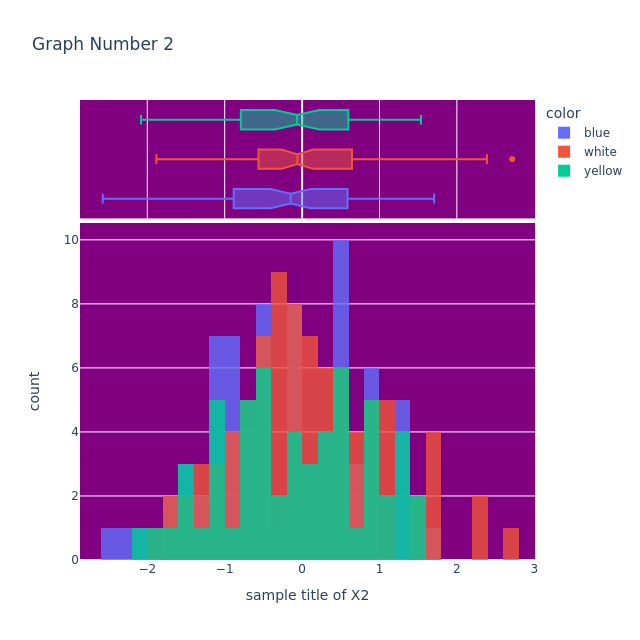 Graph Number 2
color
blue
white
yellow
10
8
6
4
2
0
count
−2
−1
0
1
2
3
sample title of X2